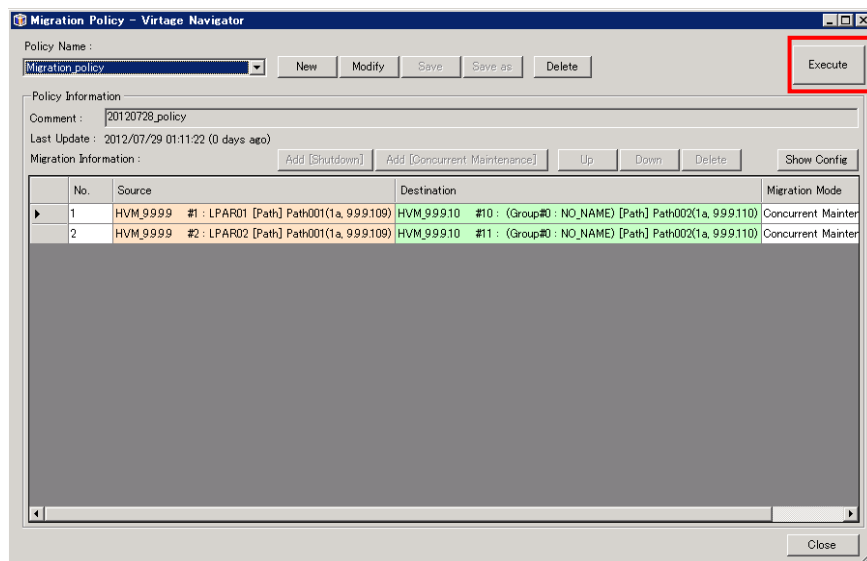 Migration Policy - Virtage Navigator
Policy Name :
Migration_policy New Modify Save Save as Delete Execute
Policy Information
Comment : 20120728_policy
Last Update : 2012/07/29 01:11:22 (0 days ago)
Migration Information : Add [Shutdown] Add [Concurrent Maintenance] Up Down Delete Show Config
No. Source Destination Migration Mode
1 HVM_9.9.9.9 #1 : LPAR01 [Path] Path001(1a, 9.9.9.109) HVM_9.9.9.10 #10 : (Group#0 : NO_NAME) [Path] Path002(1a, 9.9.9.110) Concurrent Mainter
2 HVM_9.9.9.9 #2 : LPAR02 [Path] Path001(1a, 9.9.9.109) HVM_9.9.9.10 #11 : (Group#0 : NO_NAME) [Path] Path002(1a, 9.9.9.110) Concurrent Mainter
Close